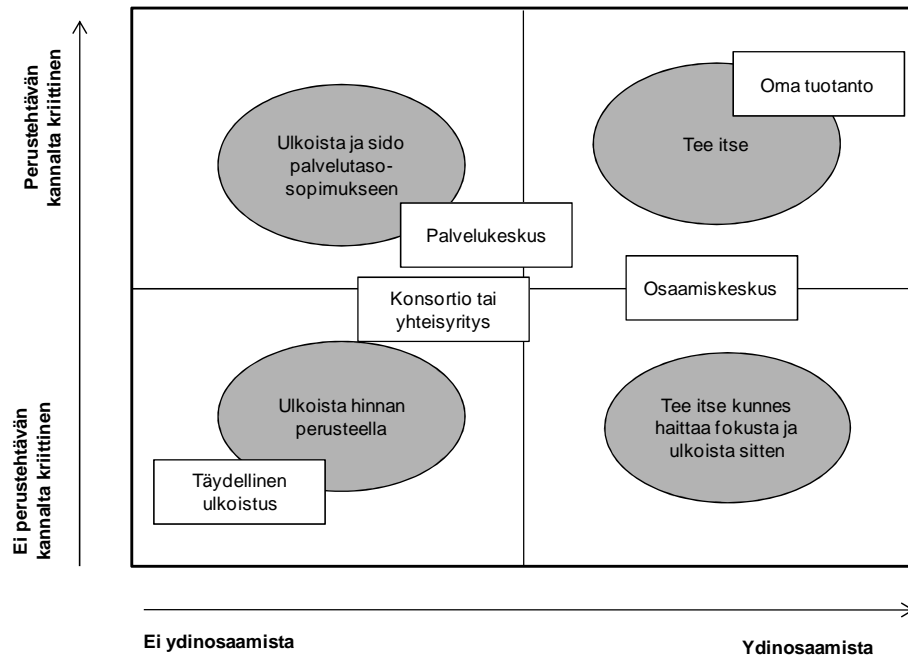 Perustehtävän
kannalta kriittinen
Ei perustehtävän
kannalta kriittinen
Ulkoista ja sido
palvelutaso-
sopimukseen
Palvelukeskus
Oma tuotanto
Tee itse
Osaamiskeskus
Konsortio tai
yhteisyritys
Ulkoista hinnan
perusteella
Täydellinen
ulkoistus
Tee itse kunnes
haittaa fokusta ja
ulkoista sitten
Ei ydinosaamista
Ydinosaamista